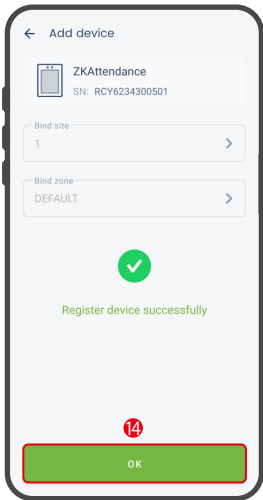 Add device
ZKAttendance
SN: RCY6234300501
Bind site
1
Bind zone
DEFAULT
Register device successfully
14
OK